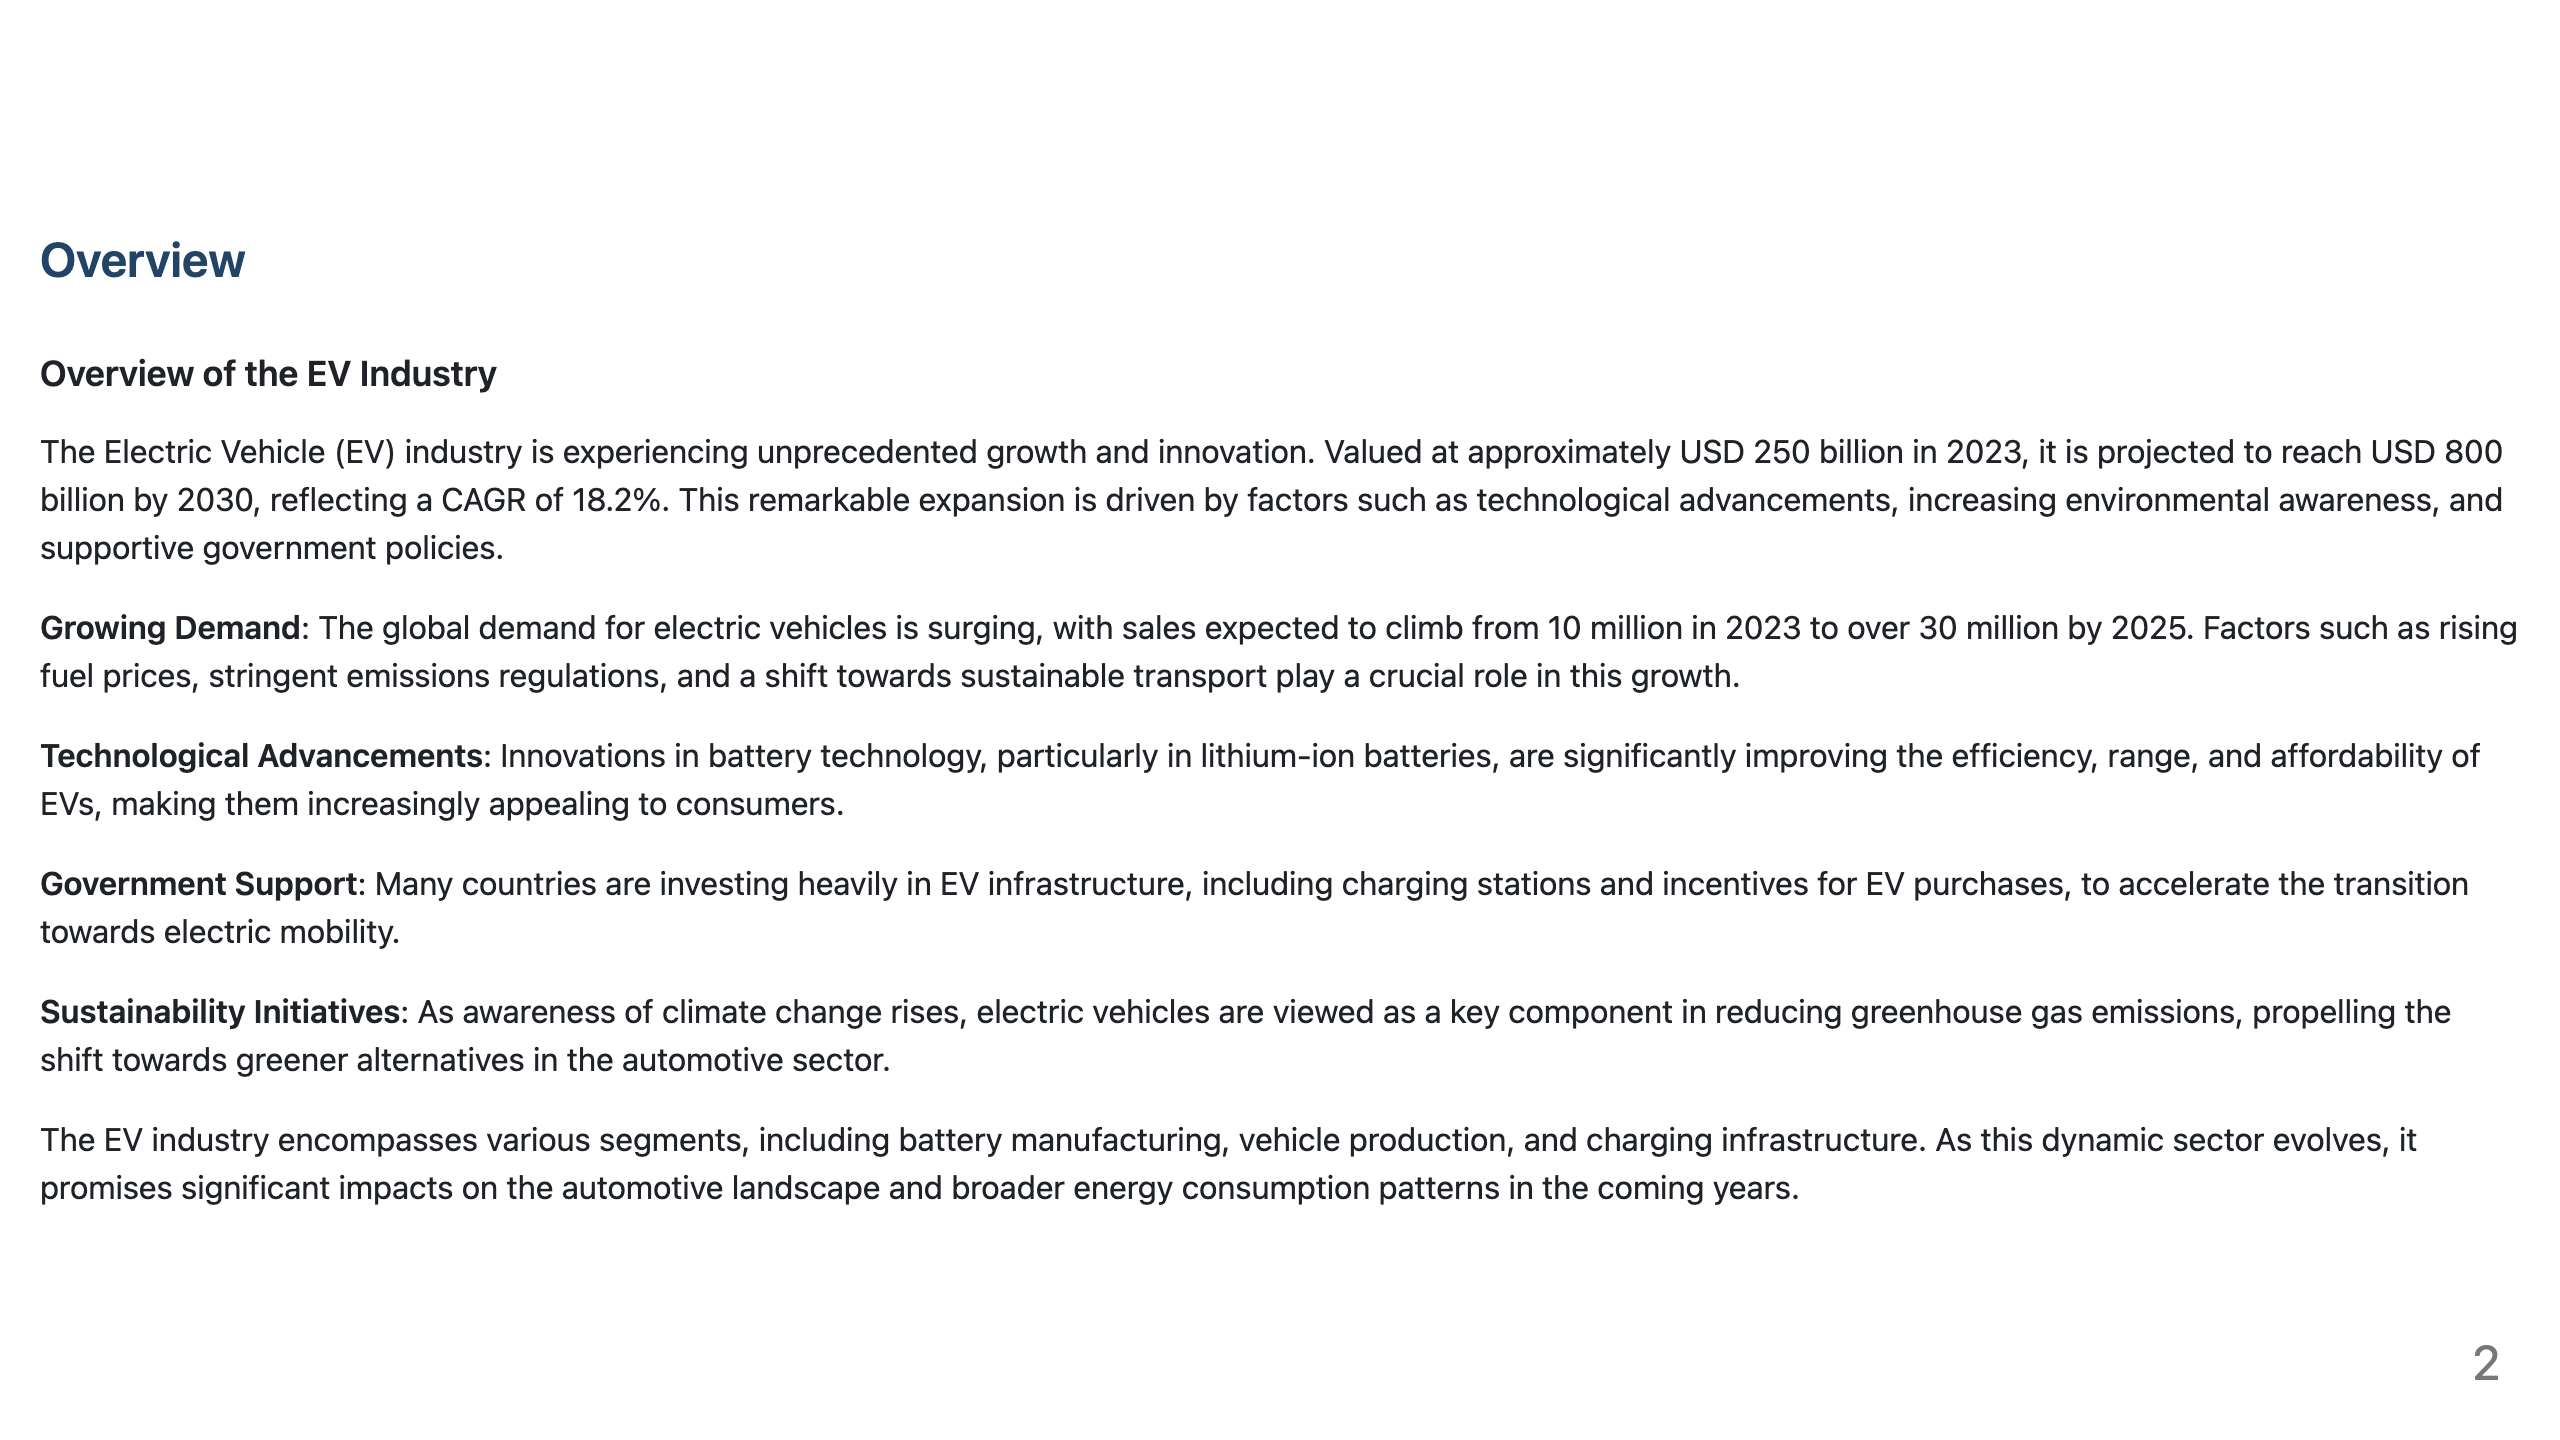 Overview
Overview of the EV Industry
The Electric Vehicle (EV) industry is experiencing unprecedented growth and innovation. Valued at approximately USD 250 billion in 2023, it is projected to reach USD 800
billion by 2030, reflecting a CAGR of 18.2%. This remarkable expansion is driven by factors such as technological advancements, increasing environmental awareness, and
supportive government policies.
Growing Demand: The global demand for electric vehicles is surging, with sales expected to climb from 10 million in 2023 to over 30 million by 2025. Factors such as rising
fuel prices, stringent emissions regulations, and a shift towards sustainable transport play a crucial role in this growth.
Technological Advancements: Innovations in battery technology, particularly in lithium-ion batteries, are significantly improving the efficiency, range, and affordability of
EVs, making them increasingly appealing to consumers.
Government Support: Many countries are investing heavily in EV infrastructure, including charging stations and incentives for EV purchases, to accelerate the transition
towards electric mobility.
Sustainability Initiatives: As awareness of climate change rises, electric vehicles are viewed as a key component in reducing greenhouse gas emissions, propelling the
shift towards greener alternatives in the automotive sector.
The EV industry encompasses various segments, including battery manufacturing, vehicle production, and charging infrastructure. As this dynamic sector evolves, it
promises significant impacts on the automotive landscape and broader energy consumption patterns in the coming years.
2